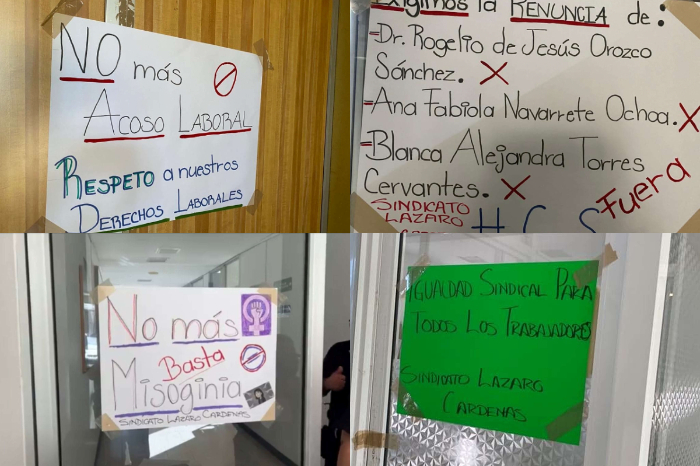 NO más
ACOSO LABORAL
RESPETO a nuestros
DERECHOS LABORALES
Exigimos la RENUNCIA de:
-Dr. Rogelio de Jesús Orozco
Sánchez. X
-Ana Fabiola Navarrete Ochoa. X
-Blanca Alejandra Torres
Cervantes. X
Fuera
SINDICATO
LAZARO
H C S
No más
Basta
Misoginia
SINDICATO LAZARO CARDENAS
IGUALDAD SINDICAL PARA
TODOS LOS TRABAJADORES
SINDICATO LAZARO
CARDENAS